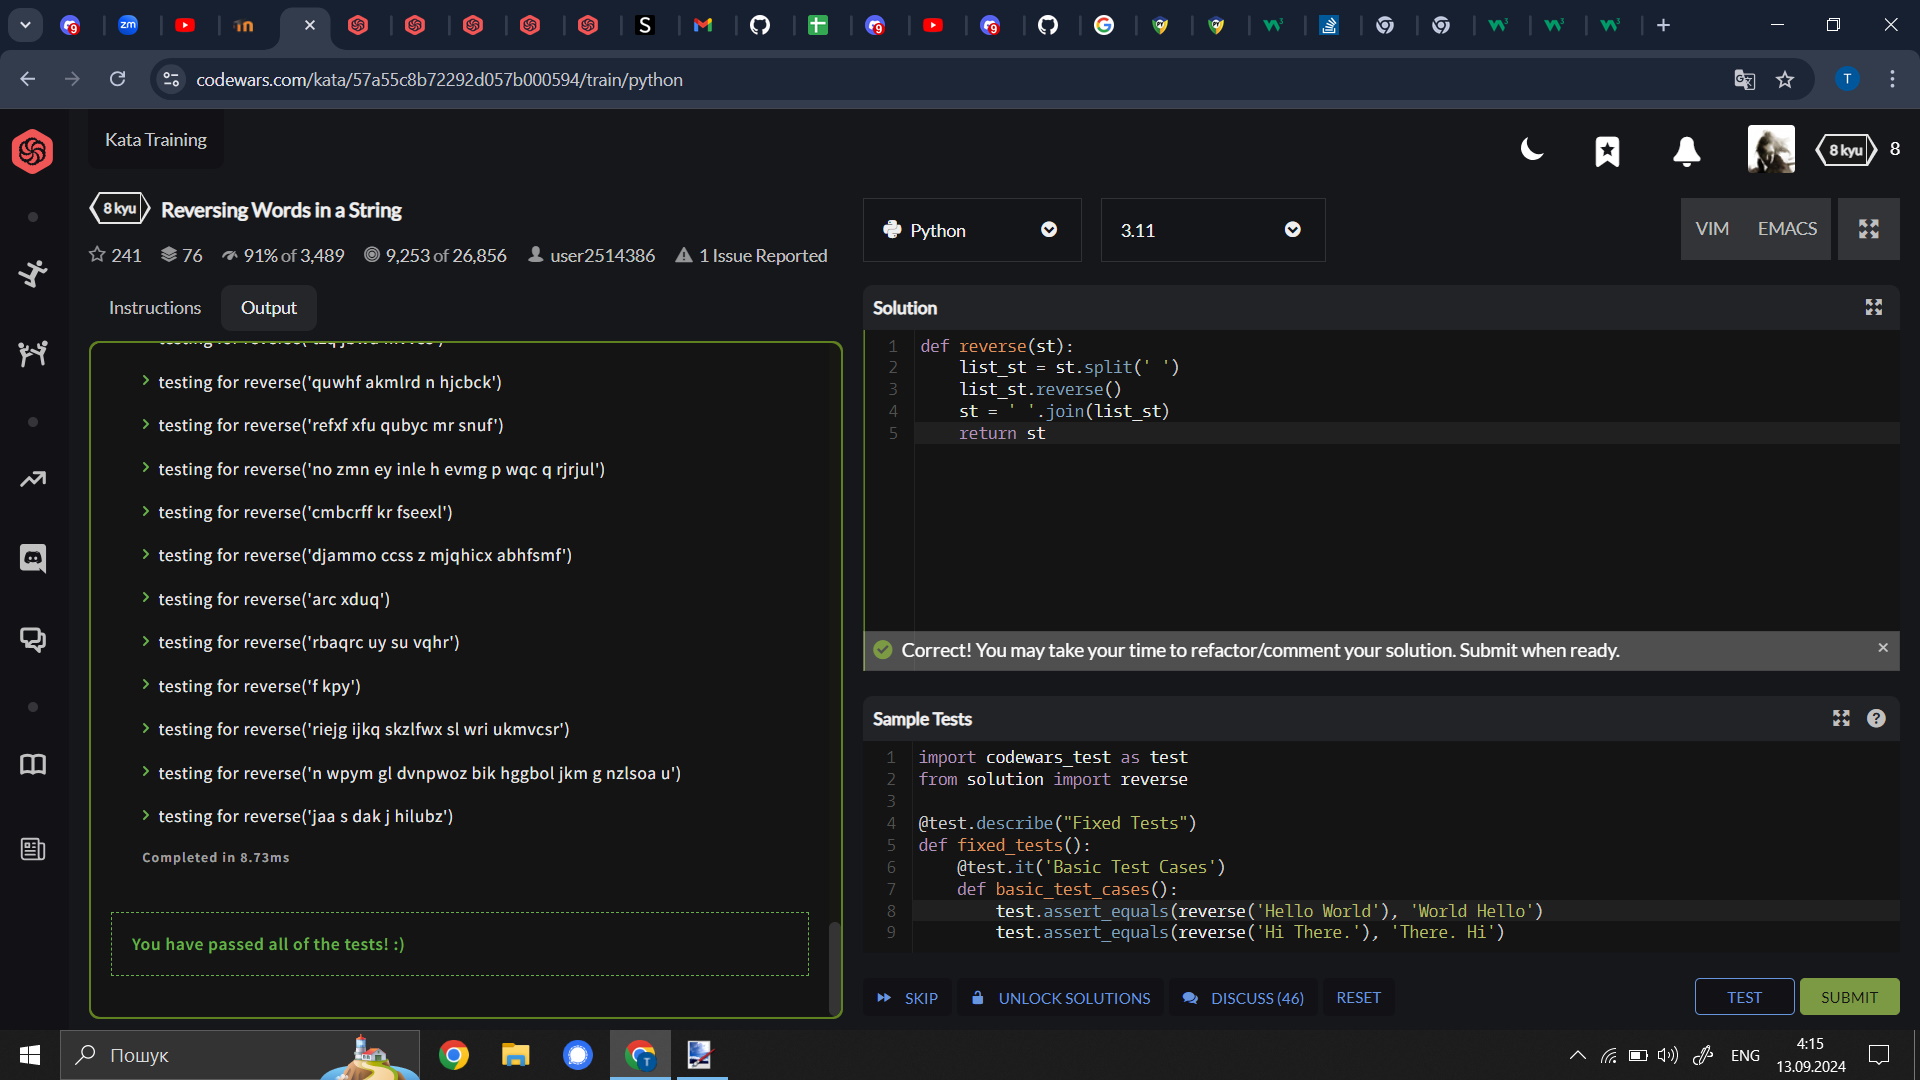 codewars.com/kata/57a55c8b72292d057b000594/train/python
T
Kata Training
8 kyu
8
8 kyu
Reversing Words in a String
241
76
91% of 3,489
9,253 of 26,856
user2514386
1 Issue Reported
Python
3.11
VIM
EMACS
Instructions
Output
testing for reverse('quwhf akmlrd n hjcbck')
testing for reverse('refxf xfu qubyc mr snuf')
testing for reverse('no zmn ey inle h evmg p wqc q rjrjul')
testing for reverse('cmbcrff kr fseexl')
testing for reverse('djammo ccss z mjqhicx abhfsmf')
testing for reverse('arc xduq')
testing for reverse('rbaqrc uy su vqhr')
testing for reverse('f kpy')
testing for reverse('riejg ijkq skzlfwx sl wri ukmvcsr')
testing for reverse('n wpym gl dvnpwoz bik hggbol jkm g nzlsoa u')
testing for reverse('jaa s dak j hilubz')
Completed in 8.73ms
You have passed all of the tests! :)
Solution
1 def reverse(st):
2     list_st = st.split(' ')
3     list_st.reverse()
4     st = ' '.join(list_st)
5     return st
Correct! You may take your time to refactor/comment your solution. Submit when ready.
Sample Tests
1 import codewars_test as test
2 from solution import reverse
3
4 @test.describe("Fixed Tests")
5 def fixed_tests():
6     @test.it('Basic Test Cases')
7     def basic_test_cases():
8         test.assert_equals(reverse('Hello World'), 'World Hello')
9         test.assert_equals(reverse('Hi There.'), 'There. Hi')
SKIP
UNLOCK SOLUTIONS
DISCUSS (46)
RESET
TEST
SUBMIT
Пошук
ENG
4:15
13.09.2024